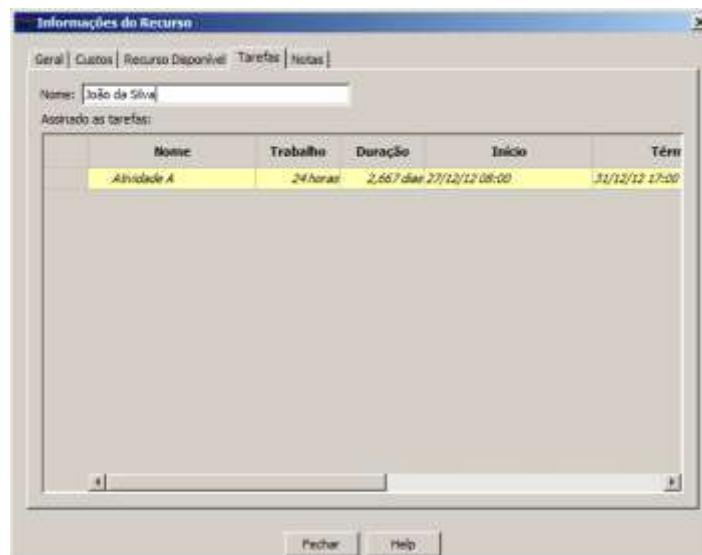 Informações do Recurso
Geral Custos Recurso Disponível Tarefas Notas
Nome: João da Silva
Assinado as tarefas:
Nome Trabalho Duração Início Térm
Atividade A 24 horas 2,667 dias 27/12/12 08:00 31/12/12 17:00
Fechar Help